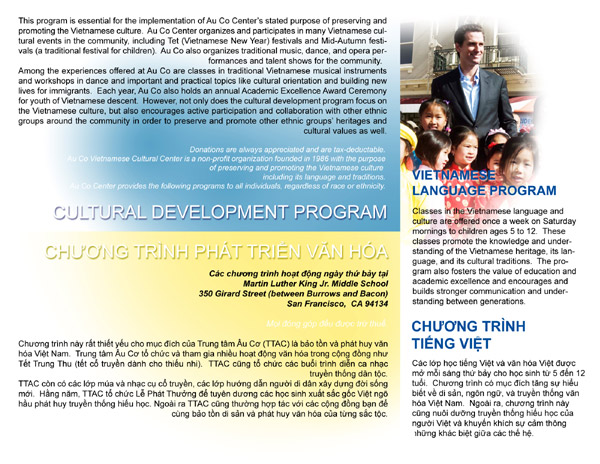 This program is essential for the implementation of Au Co Center's stated purpose of preserving and
promoting the Vietnamese culture. Au Co Center organizes and participates in many Vietnamese cul-
tural events in the community, including Tet (Vietnamese New Year) festivals and Mid-Autumn festi-
vals (a traditional festival for children). Au Co also organizes traditional music, dance, and opera per-
formances and talent shows for the community.
Among the experiences offered at Au Co are classes in traditional Vietnamese musical instruments
and workshops in dance and important and practical topics like cultural orientation and building new
lives for immigrants. Each year, Au Co also holds an annual Academic Excellence Award Ceremony
for youth of Vietnamese descent. However, not only does the cultural development program focus on
the Vietnamese culture, but also encourages active participation and collaboration with other ethnic
groups around the community in order to preserve and promote other ethnic groups' heritages and
cultural values as well.
Donations are always appreciated and are tax-deductable.
Au Co Vietnamese Cultural Center is a non-profit organization founded in 1986 with the purpose
of preserving and promoting the Vietnamese culture
including its language and traditions.
Au Co Center provides the following programs to all individuals, regardless of race or ethnicity.
CULTURAL DEVELOPMENT PROGRAM
CHƯƠNG TRÌNH PHÁT TRIỂN VĂN HÓA
Các chương trình hoạt động ngày thứ bảy tại
Martin Luther King Jr. Middle School
350 Girard Street (between Burrows and Bacon)
San Francisco, CA 94134
Mọi đóng góp đều được trừ thuế.
Chương trình này rất thiết yếu cho mục đích của Trung tâm Âu Cơ (TTAC) là bảo tồn và phát huy văn
hóa Việt Nam. Trung tâm Âu Cơ tổ chức và tham gia nhiều hoạt động văn hóa trong cộng đồng như
Tết Trung Thu (tết cổ truyền dành cho thiếu nhi). TTAC cũng tổ chức các buổi trình diễn ca nhạc
truyền thống dân tộc.
TTAC còn có các lớp múa và nhạc cụ cổ truyền, các lớp hướng dẫn người di dân xây dựng đời sống
mới. Hằng năm, TTAC tổ chức Lễ Phát Thưởng để tuyên dương các học sinh xuất sắc gốc Việt ngõ
hầu phát huy truyền thống hiếu học. Ngoài ra TTAC cũng thường hợp tác với các cộng đồng bạn để
cùng bảo tồn di sản và phát huy văn hóa của từng sắc tộc.
VIETNAMESE
LANGUAGE PROGRAM
Classes in the Vietnamese language and
culture are offered once a week on Saturday
mornings to children ages 5 to 12. These
classes promote the knowledge and under-
standing of the Vietnamese heritage, its lan-
guage, and its cultural traditions. The pro-
gram also fosters the value of education and
academic excellence and encourages and
builds stronger communication and under-
standing between generations.
CHƯƠNG TRÌNH
TIẾNG VIỆT
Các lớp học tiếng Việt và văn hóa Việt được
mở mỗi sáng thứ bảy cho học sinh từ 5 đến 12
tuổi. Chương trình có mục đích tăng sự hiểu
biết về di sản, ngôn ngữ, và truyền thống văn
hóa Việt Nam. Ngoài ra, chương trình này
cũng nuôi dưỡng truyền thống hiếu học của
người Việt và khuyến khích sự cảm thông
những khác biệt giữa các thế hệ.